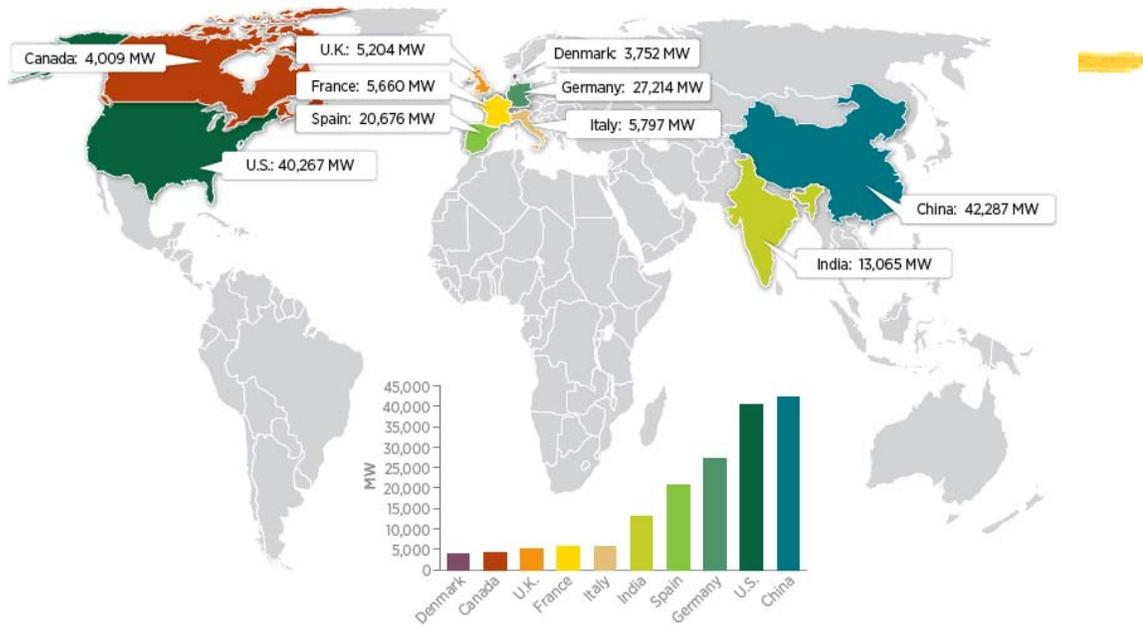 Canada: 4,009 MW
U.K.: 5,204 MW
France: 5,660 MW
Spain: 20,676 MW
U.S.: 40,267 MW
Denmark: 3,752 MW
Germany: 27,214 MW
Italy: 5,797 MW
China: 42,287 MW
India: 13,065 MW
MW
45,000
40,000
35,000
30,000
25,000
20,000
15,000
10,000
5,000
0
Denmark
Canada
U.K.
France
Italy
India
Spain
Germany
U.S.
China